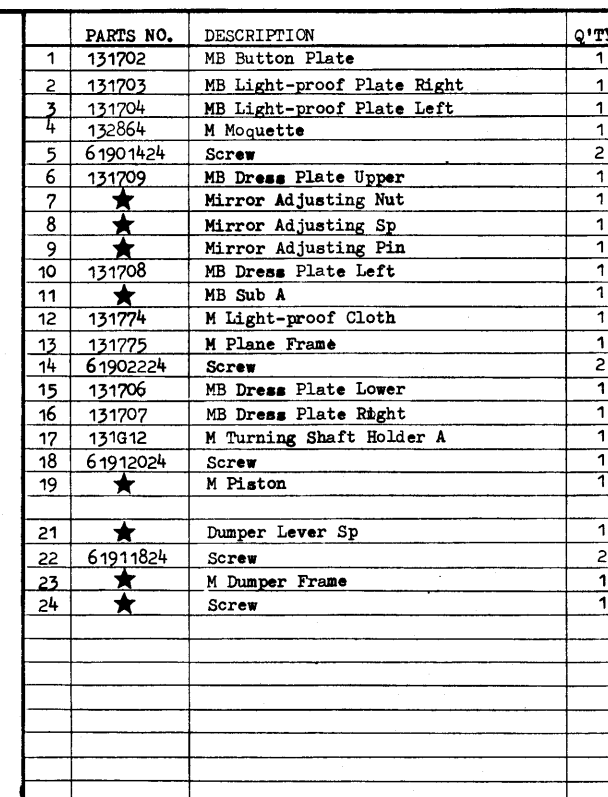 PARTS NO. DESCRIPTION Q'TY
1 131702 MB Button Plate 1
2 131703 MB Light-proof Plate Right 1
3 131704 MB Light-proof Plate Left 1
4 132864 M Moquette 1
5 61901424 Screw 2
6 131709 MB Dress Plate Upper 1
7 ★ Mirror Adjusting Nut 1
8 ★ Mirror Adjusting Sp 1
9 ★ Mirror Adjusting Pin 1
10 131708 MB Dress Plate Left 1
11 ★ MB Sub A 1
12 131774 M Light-proof Cloth 1
13 131775 M Plane Frame 1
14 61902224 Screw 2
15 131706 MB Dress Plate Lower 1
16 131707 MB Dress Plate Right 1
17 131G12 M Turning Shaft Holder A 1
18 61912024 Screw 1
19 ★ M Piston 1
21 ★ Dumper Lever Sp 1
22 61911824 Screw 2
23 ★ M Dumper Frame 1
24 ★ Screw 1